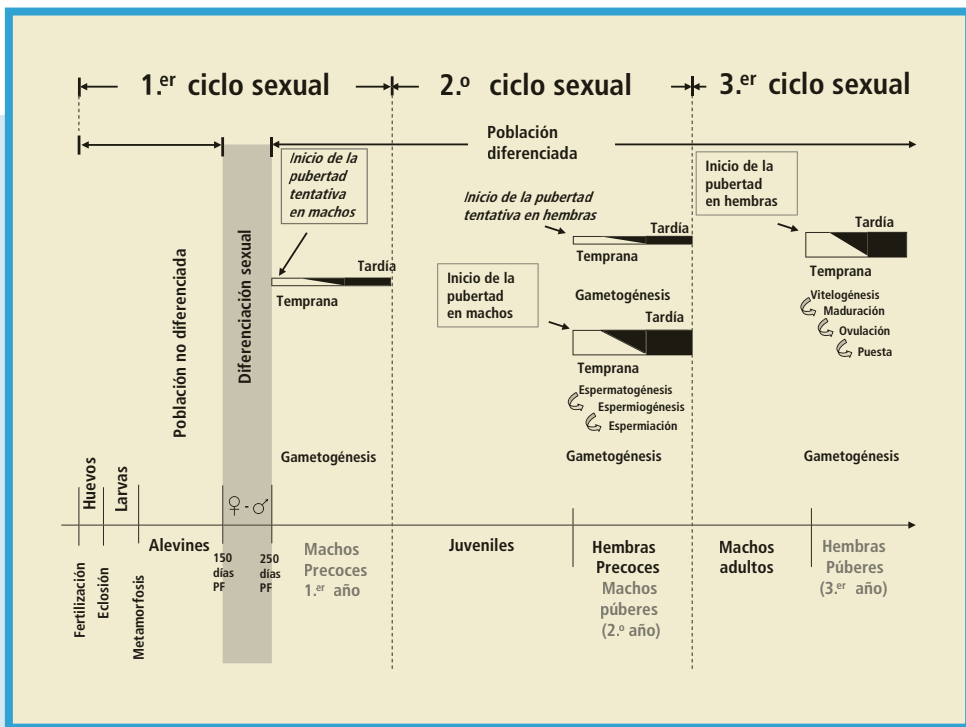 1.er ciclo sexual
2.º ciclo sexual
3.er ciclo sexual
Población
diferenciada
Inicio de la
pubertad
tentativa
en machos
Inicio de la pubertad
tentativa en hembras
Inicio de la
pubertad
en hembras
Población no diferenciada
Diferenciación sexual
Tardía
Temprana
Tardía
Temprana
Gametogénesis
Inicio de la
pubertad
en machos
Tardía
Temprana
Espermatogénesis
Espermiogénesis
Espermiación
Tardía
Temprana
Vitelogénesis
Maduración
Ovulación
Puesta
Gametogénesis
Gametogénesis
Gametogénesis
Huevos
Larvas
♀ - ♂
Fertilización
Eclosión
Metamorfosis
Alevines
150
días
PF
250
días
PF
Machos
Precoces
1.er año
Juveniles
Hembras
Precoces
Machos
púberes
(2.º año)
Machos
adultos
Hembras
Púberes
(3.er año)